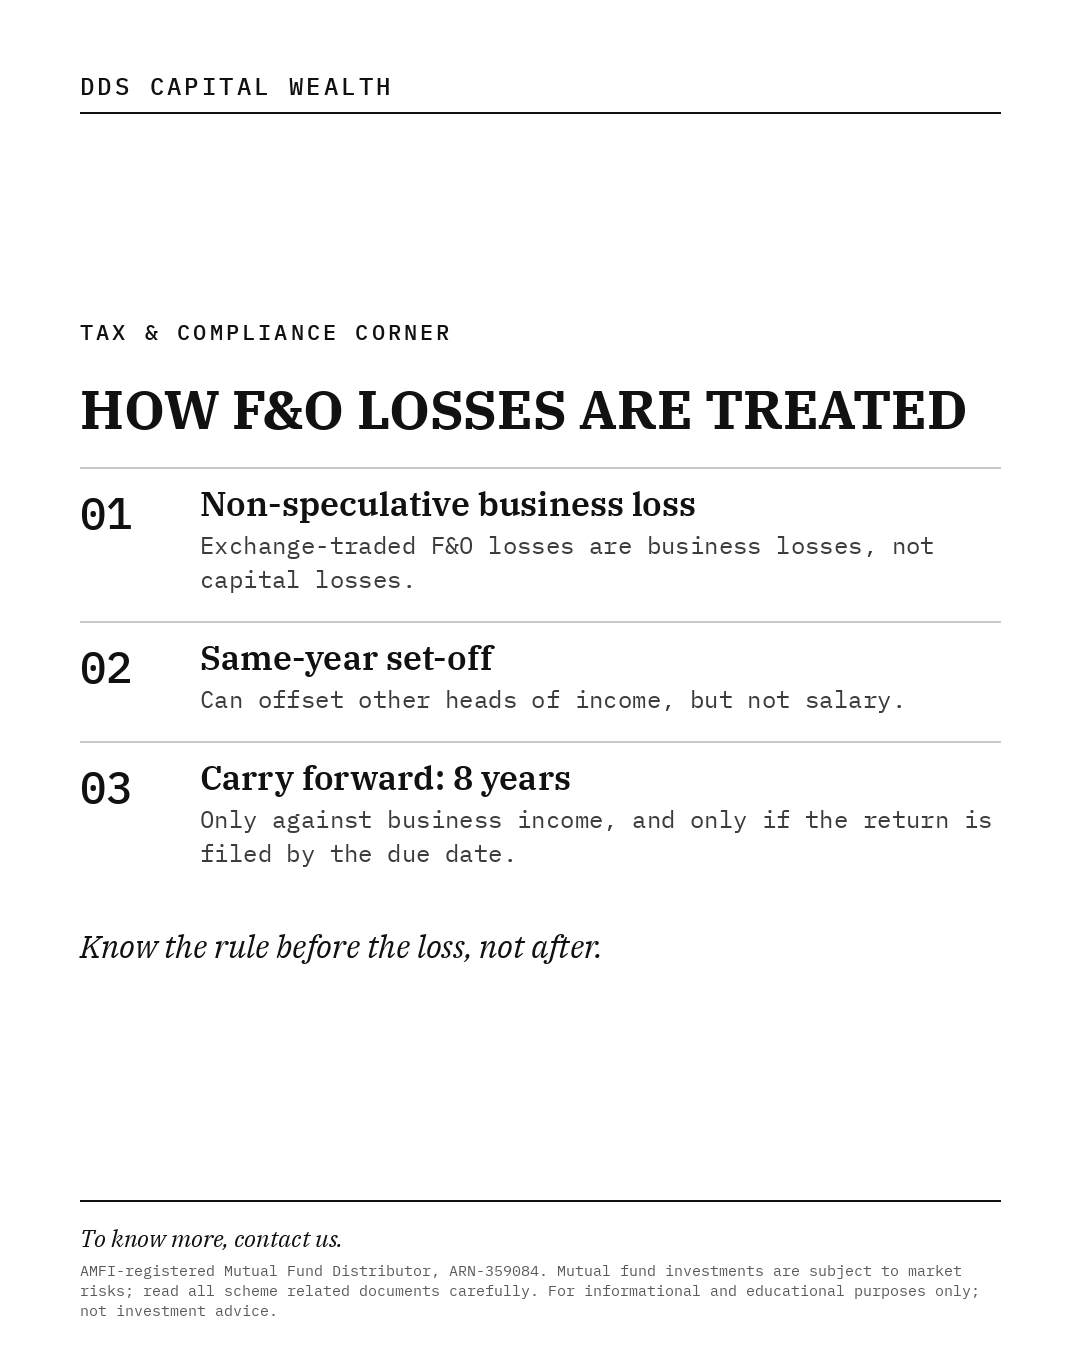 DDS CAPITAL WEALTH
TAX & COMPLIANCE CORNER
HOW F&O LOSSES ARE TREATED
01
Non-speculative business loss
Exchange-traded F&O losses are business losses, not
capital losses.
02
Same-year set-off
Can offset other heads of income, but not salary.
03
Carry forward: 8 years
Only against business income, and only if the return is
filed by the due date.
Know the rule before the loss, not after.
To know more, contact us.
AMFI-registered Mutual Fund Distributor, ARN-359084. Mutual fund investments are subject to market
risks; read all scheme related documents carefully. For informational and educational purposes only;
not investment advice.